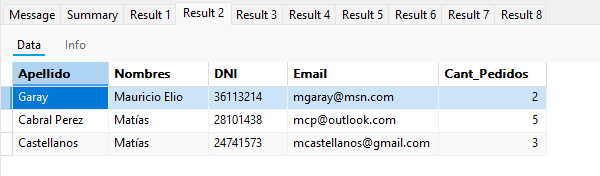 Message Summary Result 1 Result 2 Result 3 Result 4 Result 5 Result 6 Result 7 Result 8
Data Info
Apellido Nombres DNI Email Cant_Pedidos
Garay Mauricio Elio 36113214 mgaray@msn.com 2
Cabral Perez Matías 28101438 mcp@outlook.com 5
Castellanos Matías 24741573 mcastellanos@gmail.com 3